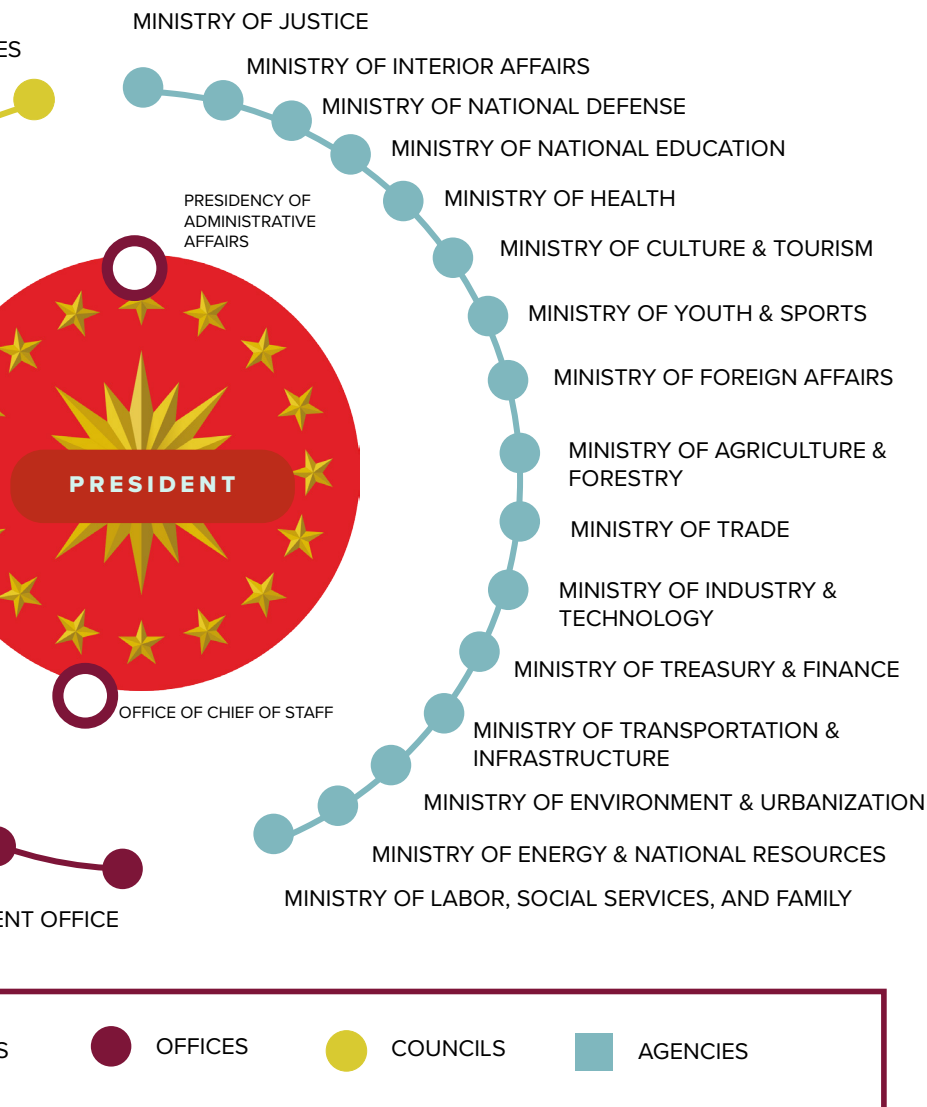 MINISTRY OF JUSTICE
ES
MINISTRY OF INTERIOR AFFAIRS
MINISTRY OF NATIONAL DEFENSE
MINISTRY OF NATIONAL EDUCATION
MINISTRY OF HEALTH
PRESIDENCY OF
ADMINISTRATIVE
AFFAIRS
MINISTRY OF CULTURE & TOURISM
MINISTRY OF YOUTH & SPORTS
MINISTRY OF FOREIGN AFFAIRS
MINISTRY OF AGRICULTURE &
FORESTRY
PRESIDENT
MINISTRY OF TRADE
MINISTRY OF INDUSTRY &
TECHNOLOGY
MINISTRY OF TREASURY & FINANCE
OFFICE OF CHIEF OF STAFF
MINISTRY OF TRANSPORTATION &
INFRASTRUCTURE
MINISTRY OF ENVIRONMENT & URBANIZATION
MINISTRY OF ENERGY & NATIONAL RESOURCES
MINISTRY OF LABOR, SOCIAL SERVICES, AND FAMILY
ENT OFFICE
S
OFFICES
COUNCILS
AGENCIES